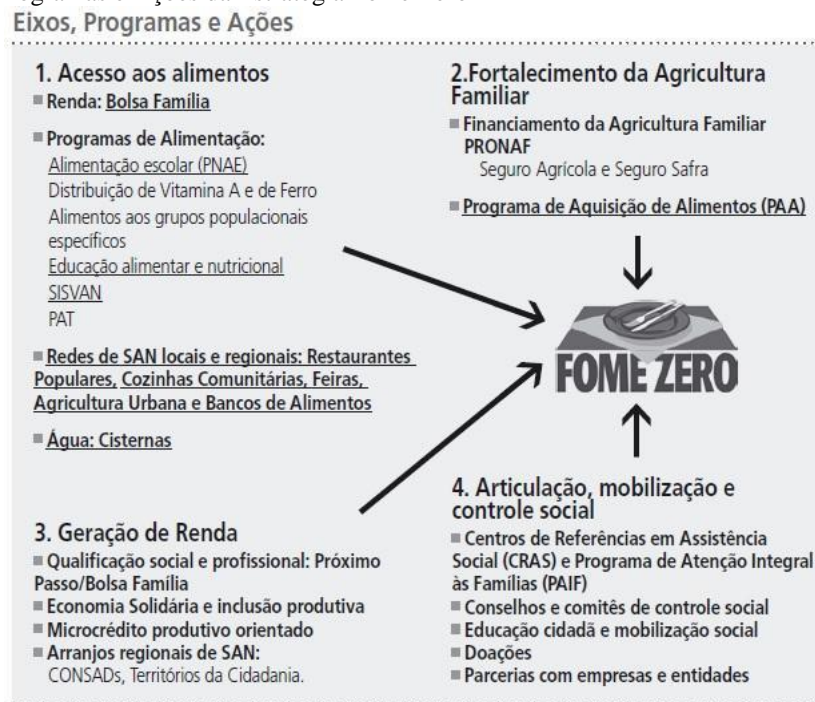 Eixos, Programas e Ações
1. Acesso aos alimentos
Renda: Bolsa Família
Programas de Alimentação:
Alimentação escolar (PNAE)
Distribuição de Vitamina A e de Ferro
Alimentos aos grupos populacionais
específicos
Educação alimentar e nutricional
SISVAN
PAT
Redes de SAN locais e regionais: Restaurantes
Populares, Cozinhas Comunitárias, Feiras,
Agricultura Urbana e Bancos de Alimentos
Água: Cisternas
2.Fortalecimento da Agricultura
Familiar
Financiamento da Agricultura Familiar
PRONAF
Seguro Agrícola e Seguro Safra
Programa de Aquisição de Alimentos (PAA)
FOME ZERO
3. Geração de Renda
Qualificação social e profissional: Próximo
Passo/Bolsa Família
Economia Solidária e inclusão produtiva
Microcrédito produtivo orientado
Arranjos regionais de SAN:
CONSADs, Territórios da Cidadania.
4. Articulação, mobilização e
controle social
Centros de Referências em Assistência
Social (CRAS) e Programa de Atenção Integral
às Famílias (PAIF)
Conselhos e comitês de controle social
Educação cidadã e mobilização social
Doações
Parcerias com empresas e entidades